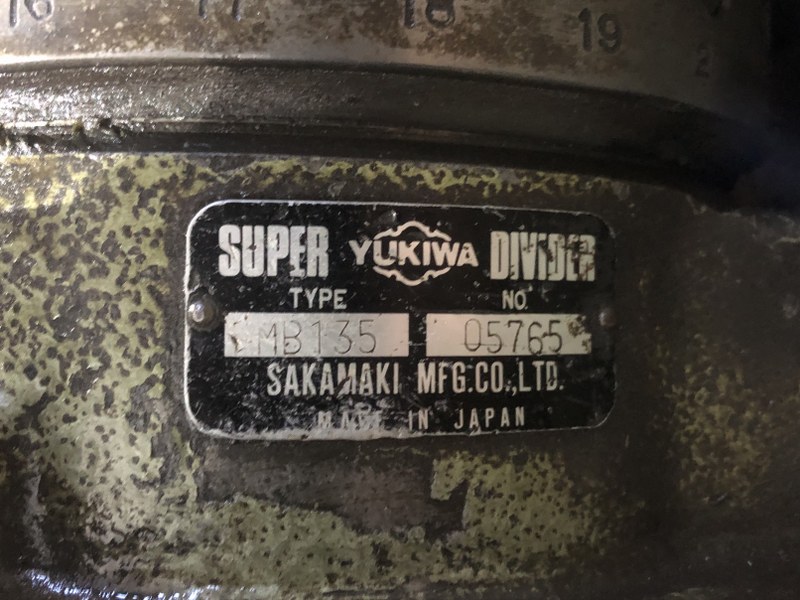 16 17 18 19
SUPER YUKIWA DIVIDER
TYPE NO.
MB135 05765
SAKAMAKI MFG.CO.,LTD.
MADE IN JAPAN